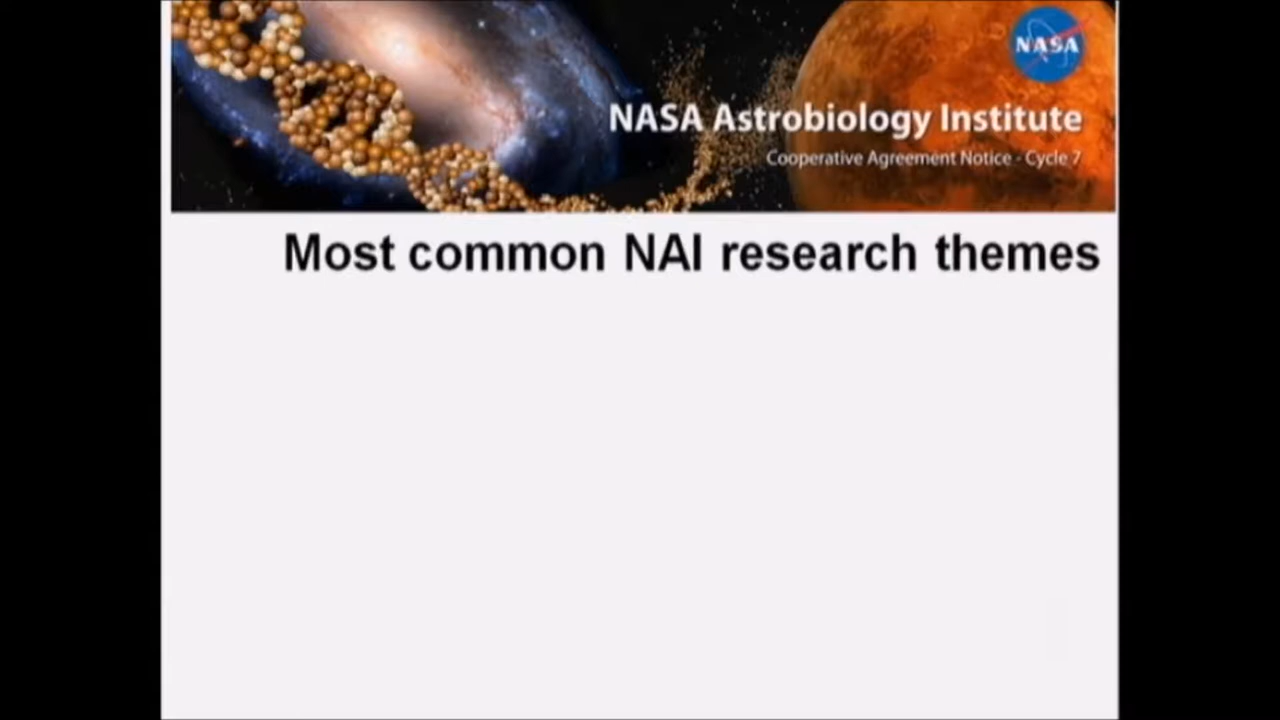 NASA
NASA Astrobiology Institute
Cooperative Agreement Notice - Cycle 7
Most common NAI research themes